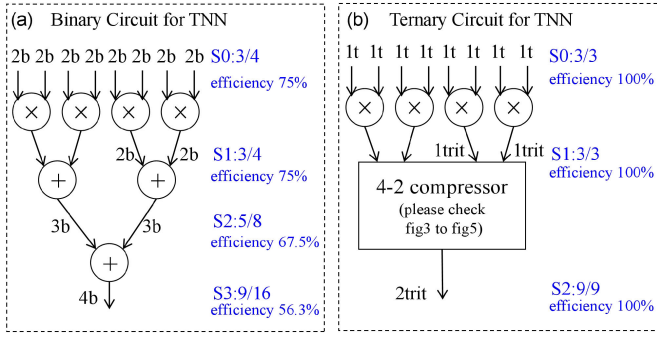 (a) Binary Circuit for TNN
2b 2b 2b 2b 2b 2b 2b 2b S0:3/4
efficiency 75%
× × × ×
2b 2b S1:3/4
efficiency 75%
+ +
3b 3b S2:5/8
efficiency 67.5%
+
4b S3:9/16
efficiency 56.3%
(b) Ternary Circuit for TNN
1t 1t 1t 1t 1t 1t 1t 1t S0:3/3
efficiency 100%
× × × ×
1trit 1trit S1:3/3
efficiency 100%
4-2 compressor
(please check
fig3 to fig5)
2trit S2:9/9
efficiency 100%